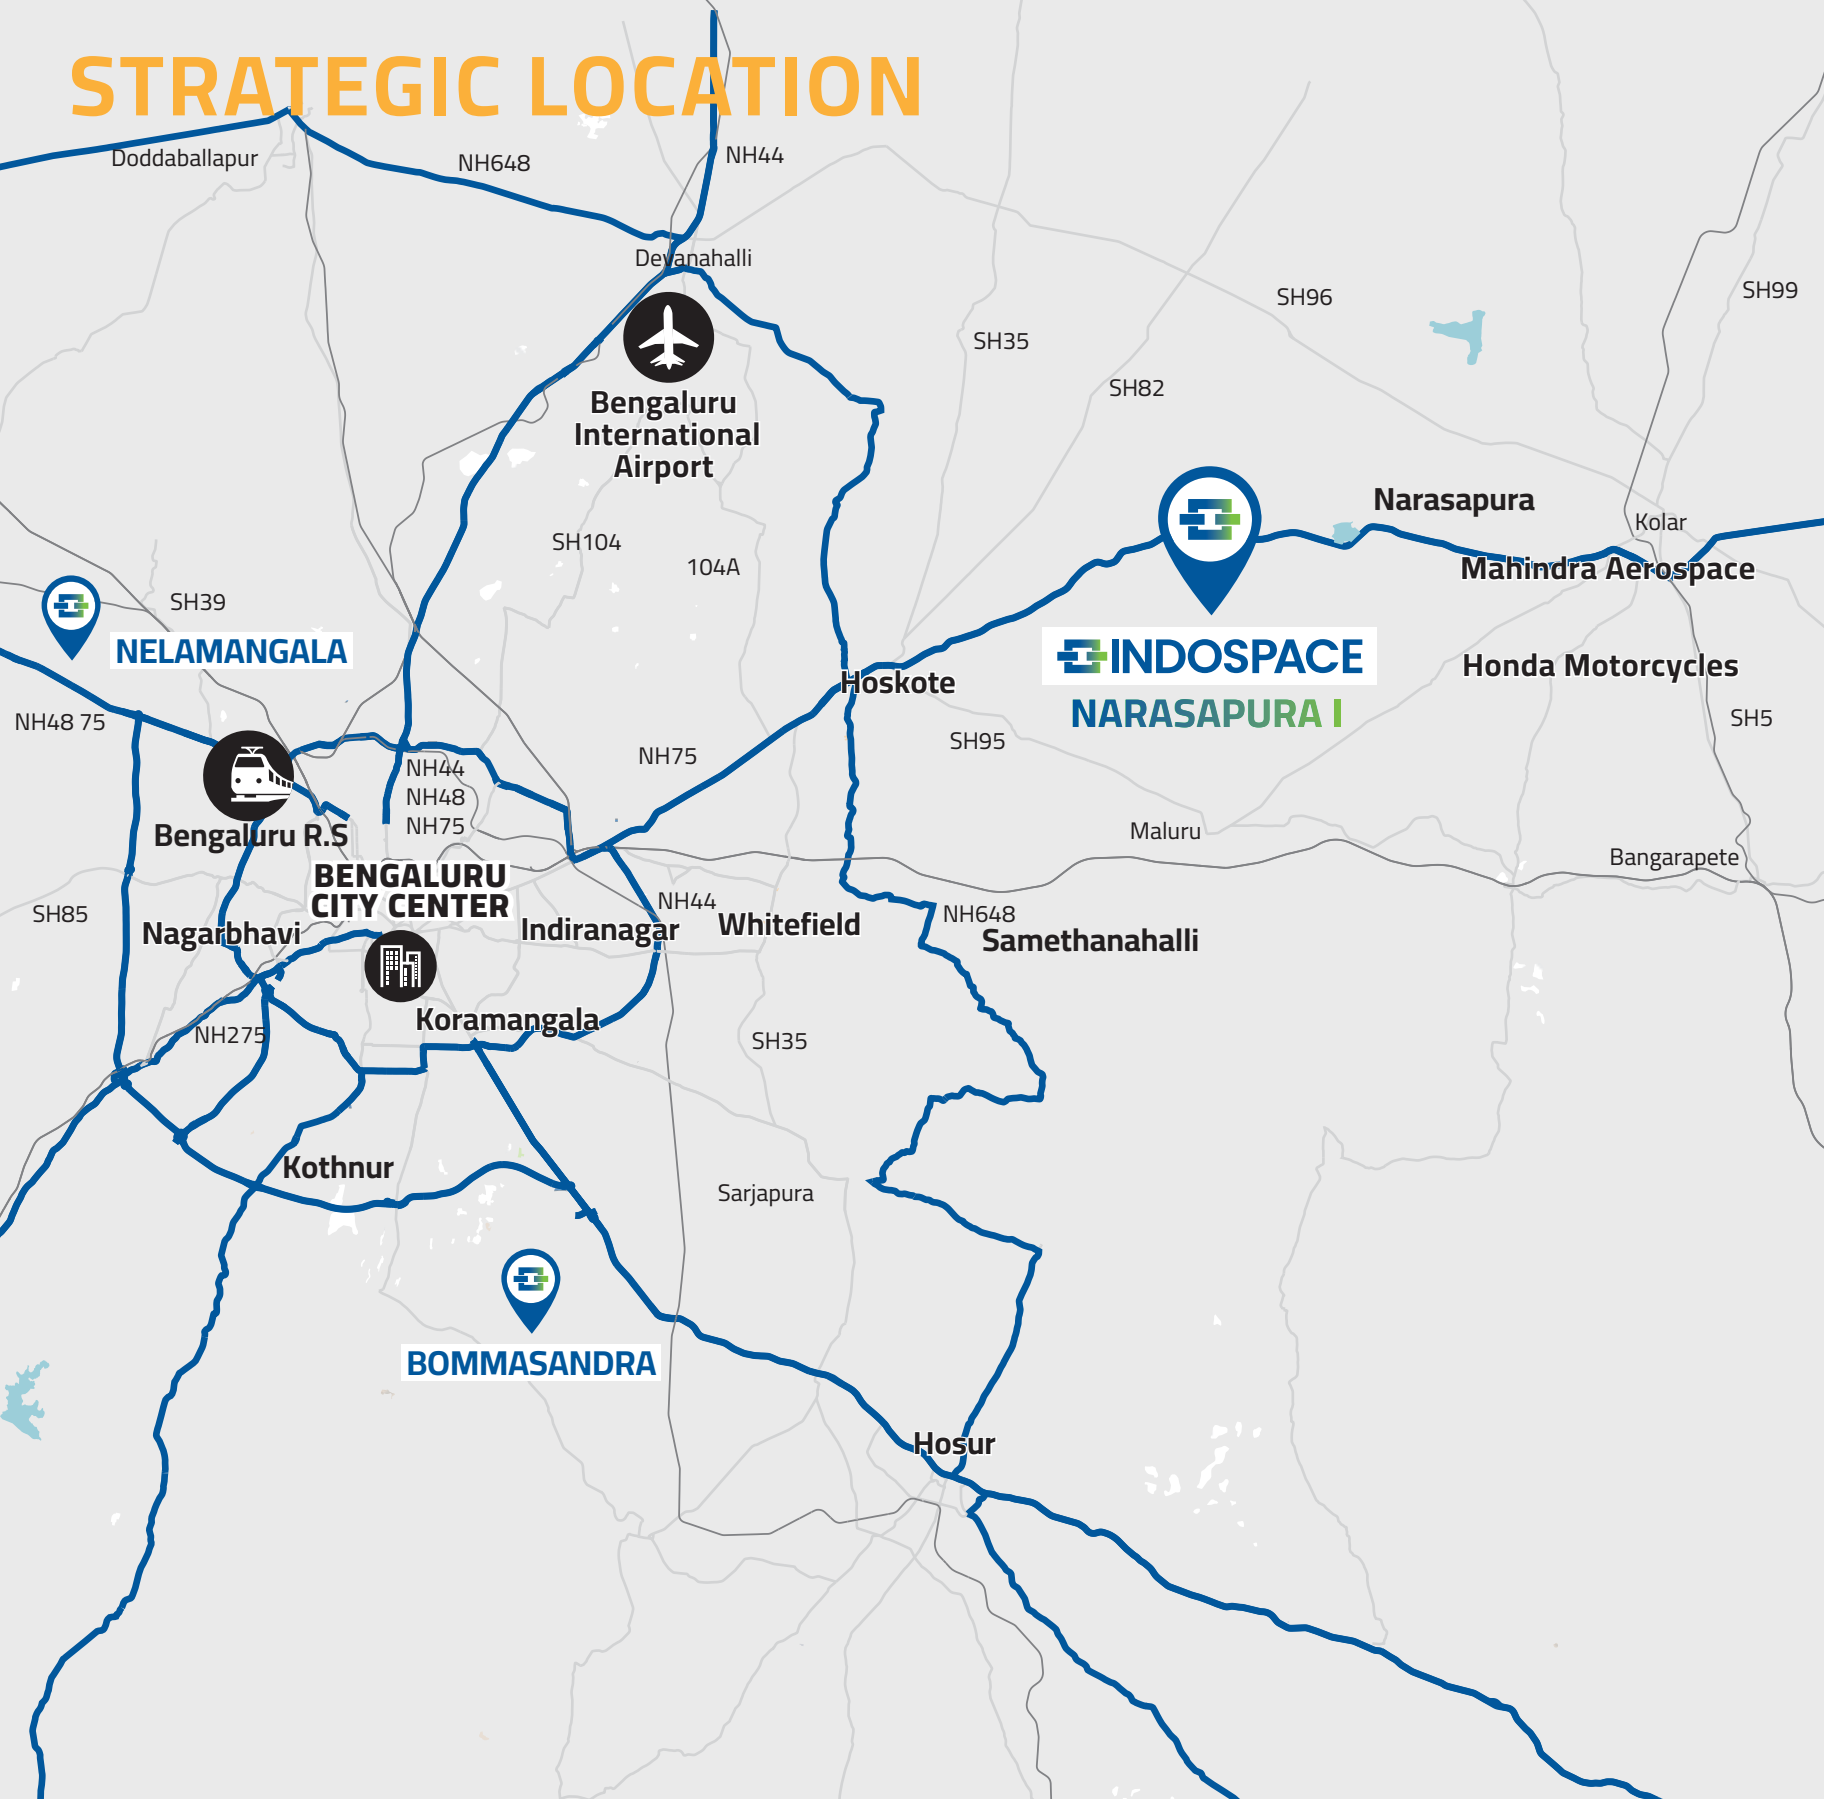 STRATEGIC LOCATION
Doddaballapur
NH648
NH44
Devanahalli
SH96
SH99
SH35
SH82
Bengaluru
International
Airport
Narasapura
Kolar
SH104
104A
Mahindra Aerospace
SH39
NELAMANGALA
INDOSPACE
NARASAPURA I
Honda Motorcycles
Hoskote
NH48 75
SH5
SH95
NH75
NH44
NH48
NH75
Bengaluru R.S
Maluru
Bangarapete
BENGALURU
CITY CENTER
SH85
Nagarbhavi
Indiranagar
NH44
Whitefield
NH648
Samethanahalli
Koramangala
NH275
SH35
Kothnur
Sarjapura
BOMMASANDRA
Hosur